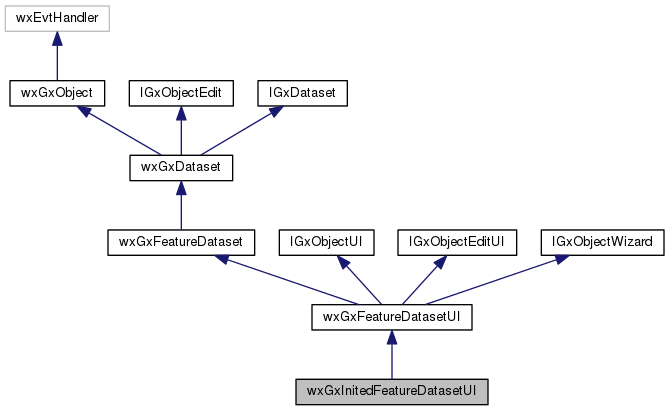 wxEvtHandler
wxGxObject
IGxObjectEdit
IGxDataset
wxGxDataset
wxGxFeatureDataset
IGxObjectUI
IGxObjectEditUI
IGxObjectWizard
wxGxFeatureDatasetUI
wxGxInitedFeatureDatasetUI